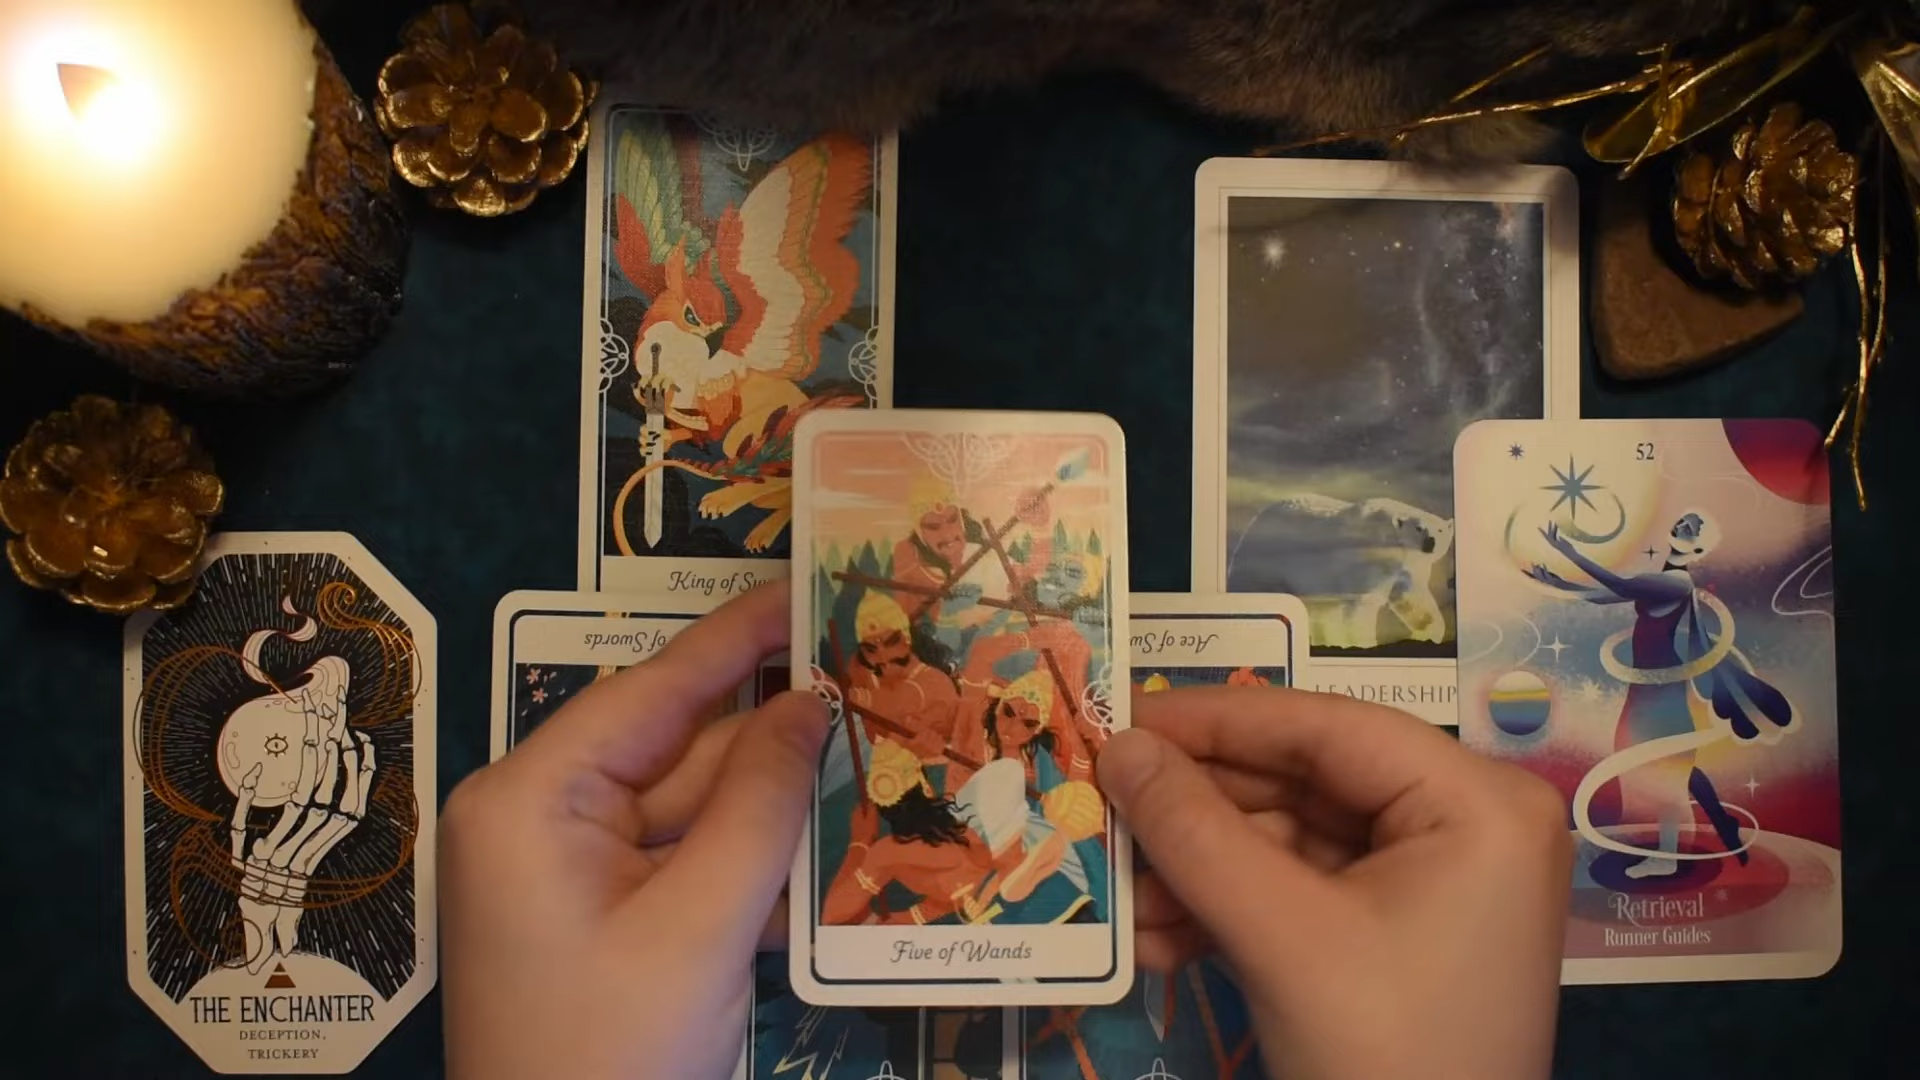 52
King of Sw
of Swords
Ace of Sw
LEADERSHIP
Five of Wands
Retrieval
Runner Guides
THE ENCHANTER
DECEPTION,
TRICKERY